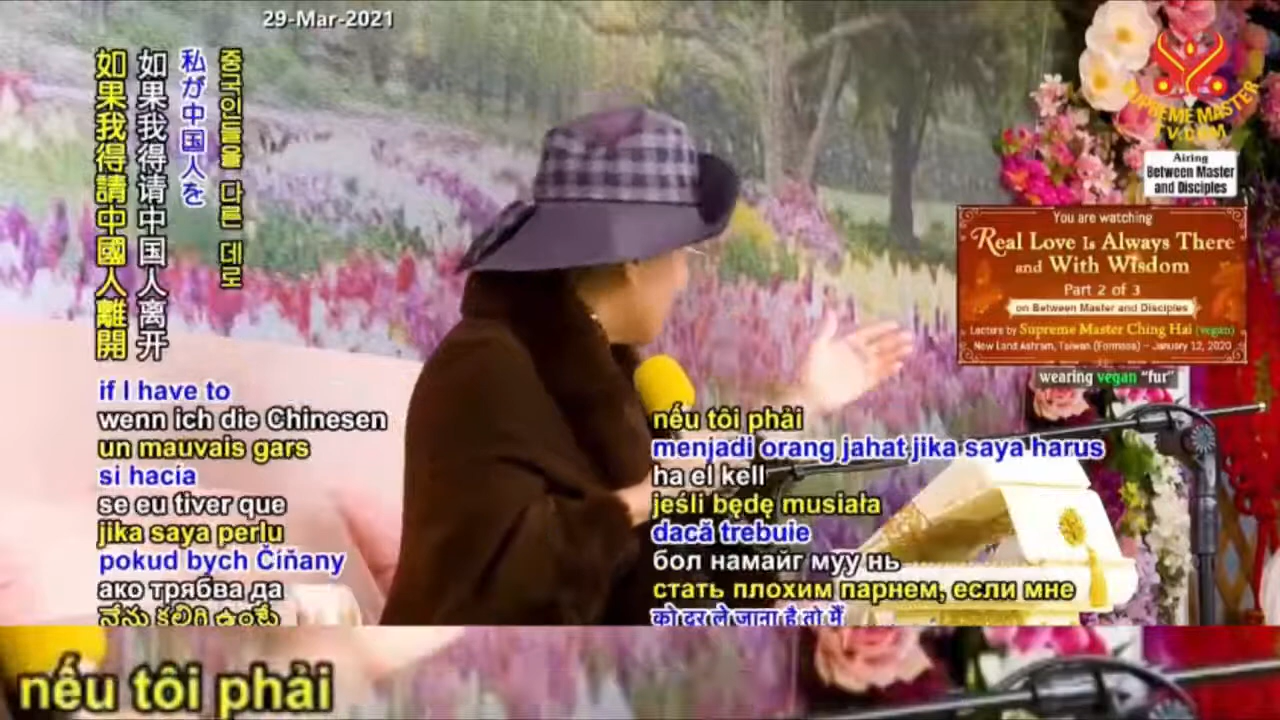 29-Mar-2021
如果我得請中國人離開
如果我得请中国人离开
私が中国人を
중국인들을 다른 데로
SUPREME MASTER
TV.COM
Airing
Between Master
and Disciples
You are watching
Real Love Is Always There
and With Wisdom
Part 2 of 3
on Between Master and Disciples
Lecture by Supreme Master Ching Hai (vegan)
New Land Ashram, Taiwan (Formosa) – January 12, 2020
wearing vegan "fur"
if I have to
wenn ich die Chinesen
un mauvais gars
si hacía
se eu tiver que
jika saya perlu
pokud bych Číňany
ако трябва да
నేను కలిగి ఉంటే
nếu tôi phải
menjadi orang jahat jika saya harus
ha el kell
jeśli będę musiała
dacă trebuie
бол намайг муу нь
стать плохим парнем, если мне
को दूर ले जाना है तो मैं
nếu tôi phải